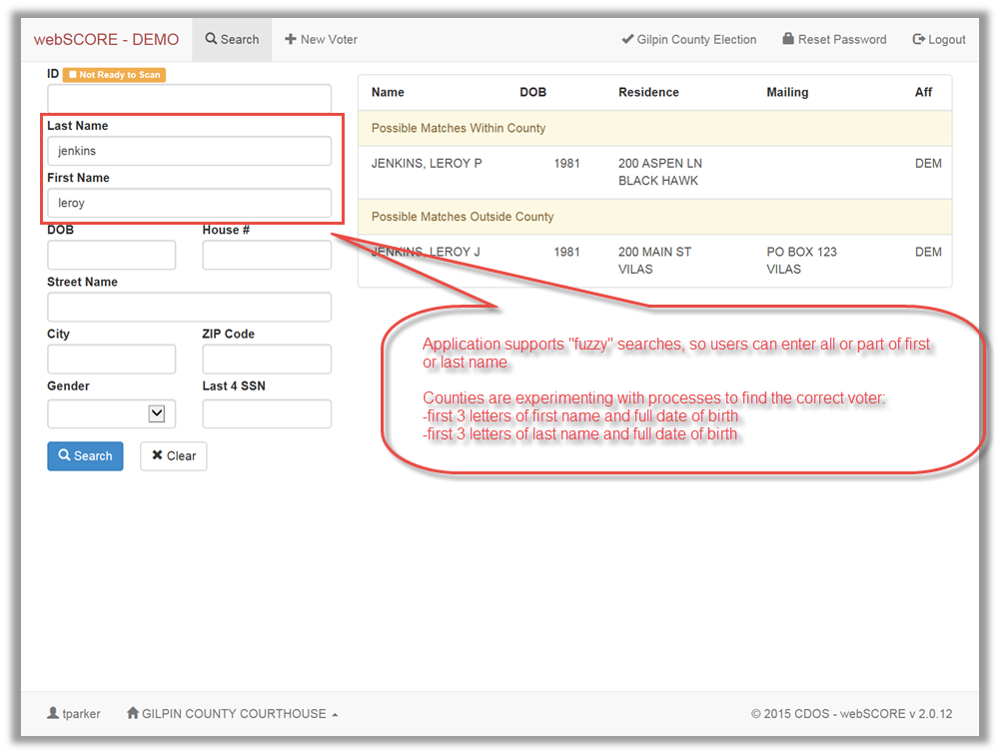 webSCORE - DEMO Search New Voter Gilpin County Election Reset Password Logout
ID Not Ready to Scan
Last Name
jenkins
First Name
leroy
DOB House #
Street Name
City ZIP Code
Gender Last 4 SSN
Search Clear
Name DOB Residence Mailing Aff
Possible Matches Within County
JENKINS, LEROY P 1981 200 ASPEN LN DEM
BLACK HAWK
Possible Matches Outside County
JENKINS, LEROY J 1981 200 MAIN ST PO BOX 123 DEM
VILAS VILAS
Application supports "fuzzy" searches, so users can enter all or part of first
or last name
Counties are experimenting with processes to find the correct voter:
-first 3 letters of first name and full date of birth
-first 3 letters of last name and full date of birth
tparker GILPIN COUNTY COURTHOUSE © 2015 CDOS - webSCORE v 2.0.12